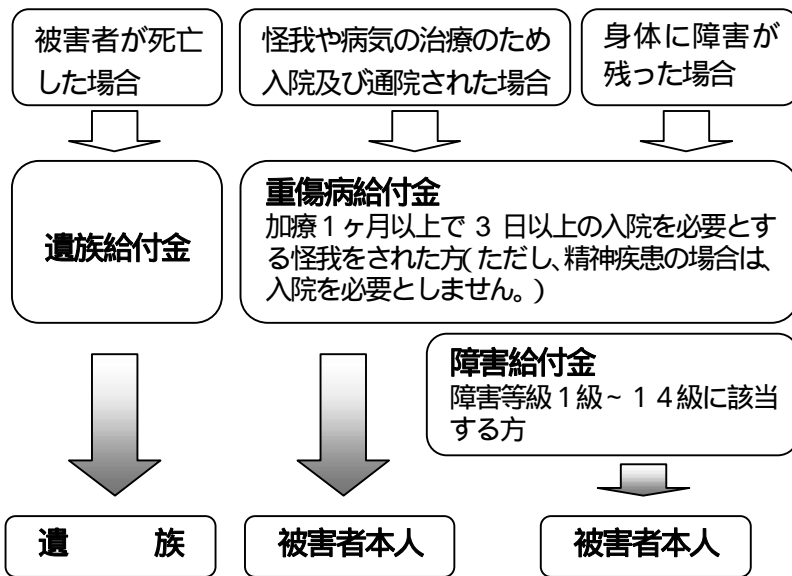 被害者が死亡
した場合
怪我や病気の治療のため
入院及び通院された場合
身体に障害が
残った場合
遺族給付金
重傷病給付金
加療１ヶ月以上で 3 日以上の入院を必要とす
る怪我をされた方(ただし、精神疾患の場合は、
入院を必要としません。)
障害給付金
障害等級１級~１４級に該当
する方
遺　　族
被害者本人
被害者本人